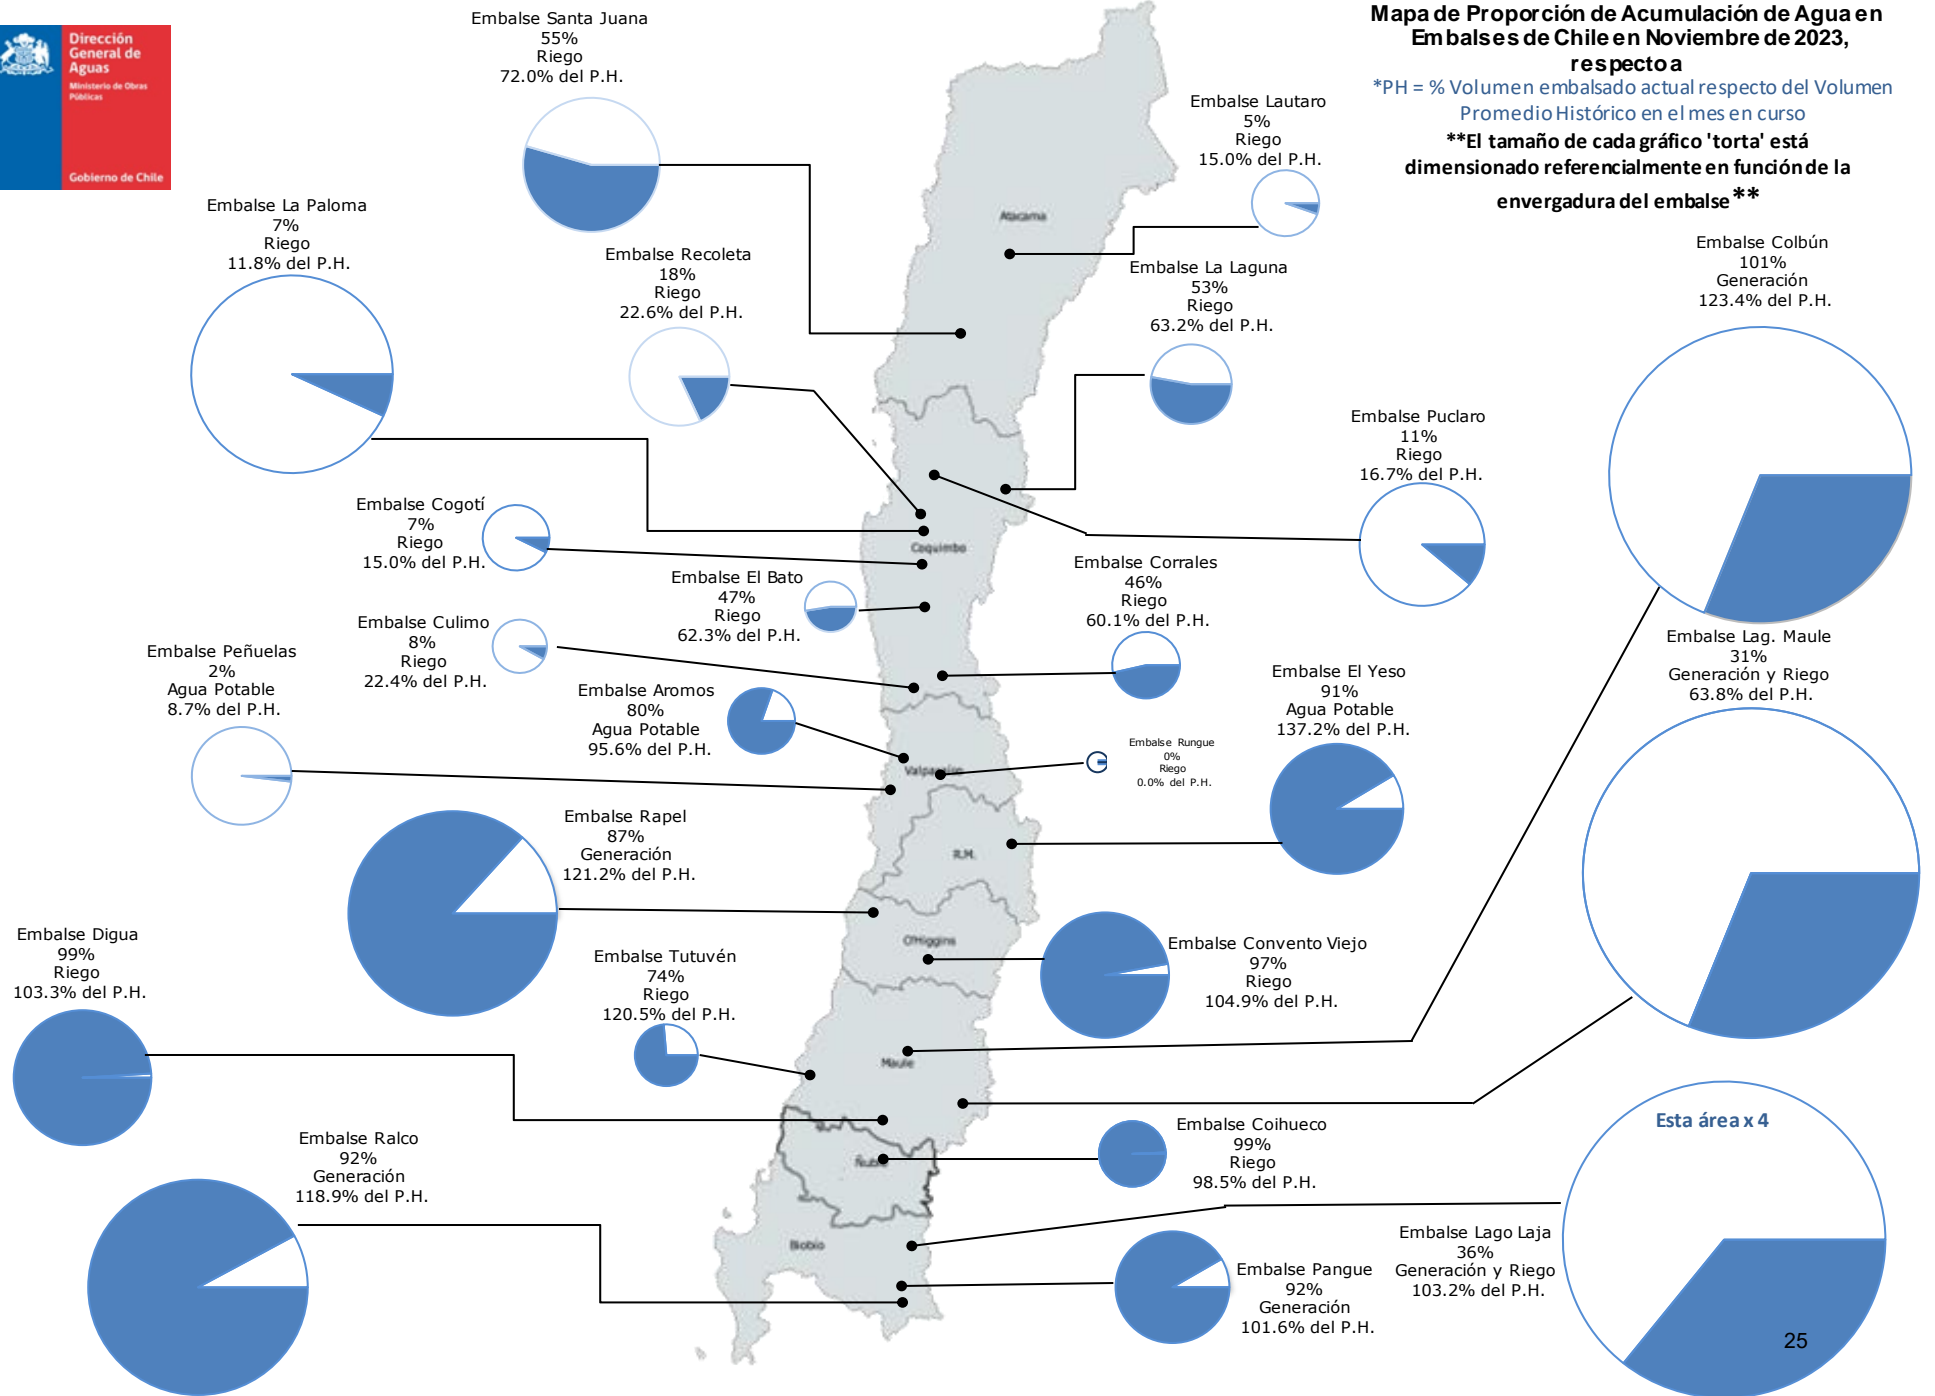 Dirección
General de
Aguas
Ministerio de Obras
Públicas
Gobierno de Chile
Mapa de Proporción de Acumulación de Agua en
Embalses de Chile en Noviembre de 2023,
respecto a
*PH = % Volumen embalsado actual respecto del Volumen
Promedio Histórico en el mes en curso
**El tamaño de cada gráfico 'torta' está
dimensionado referencialmente en función de la
envergadura del embalse**
Embalse Santa Juana
55%
Riego
72.0% del P.H.
Embalse Lautaro
5%
Riego
15.0% del P.H.
Embalse La Paloma
7%
Riego
11.8% del P.H.
Embalse Recoleta
18%
Riego
22.6% del P.H.
Embalse La Laguna
53%
Riego
63.2% del P.H.
Embalse Colbún
101%
Generación
123.4% del P.H.
Embalse Puclaro
11%
Riego
16.7% del P.H.
Embalse Cogotí
7%
Riego
15.0% del P.H.
Embalse El Bato
47%
Riego
62.3% del P.H.
Embalse Corrales
46%
Riego
60.1% del P.H.
Embalse Culimo
8%
Riego
22.4% del P.H.
Embalse Peñuelas
2%
Agua Potable
8.7% del P.H.
Embalse Aromos
80%
Agua Potable
95.6% del P.H.
Embalse Lag. Maule
31%
Generación y Riego
63.8% del P.H.
Embalse El Yeso
91%
Agua Potable
137.2% del P.H.
Embalse Rungue
0%
Riego
0.0% del P.H.
Embalse Rapel
87%
Generación
121.2% del P.H.
Embalse Digua
99%
Riego
103.3% del P.H.
Embalse Tutuvén
74%
Riego
120.5% del P.H.
Embalse Convento Viejo
97%
Riego
104.9% del P.H.
Embalse Ralco
92%
Generación
118.9% del P.H.
Embalse Coihueco
99%
Riego
98.5% del P.H.
Esta área x 4
Embalse Lago Laja
36%
Generación y Riego
103.2% del P.H.
Embalse Pangue
92%
Generación
101.6% del P.H.
Atacama
Coquimbo
Valparaíso
R.M.
O'Higgins
Maule
Ñuble
Biobío
25